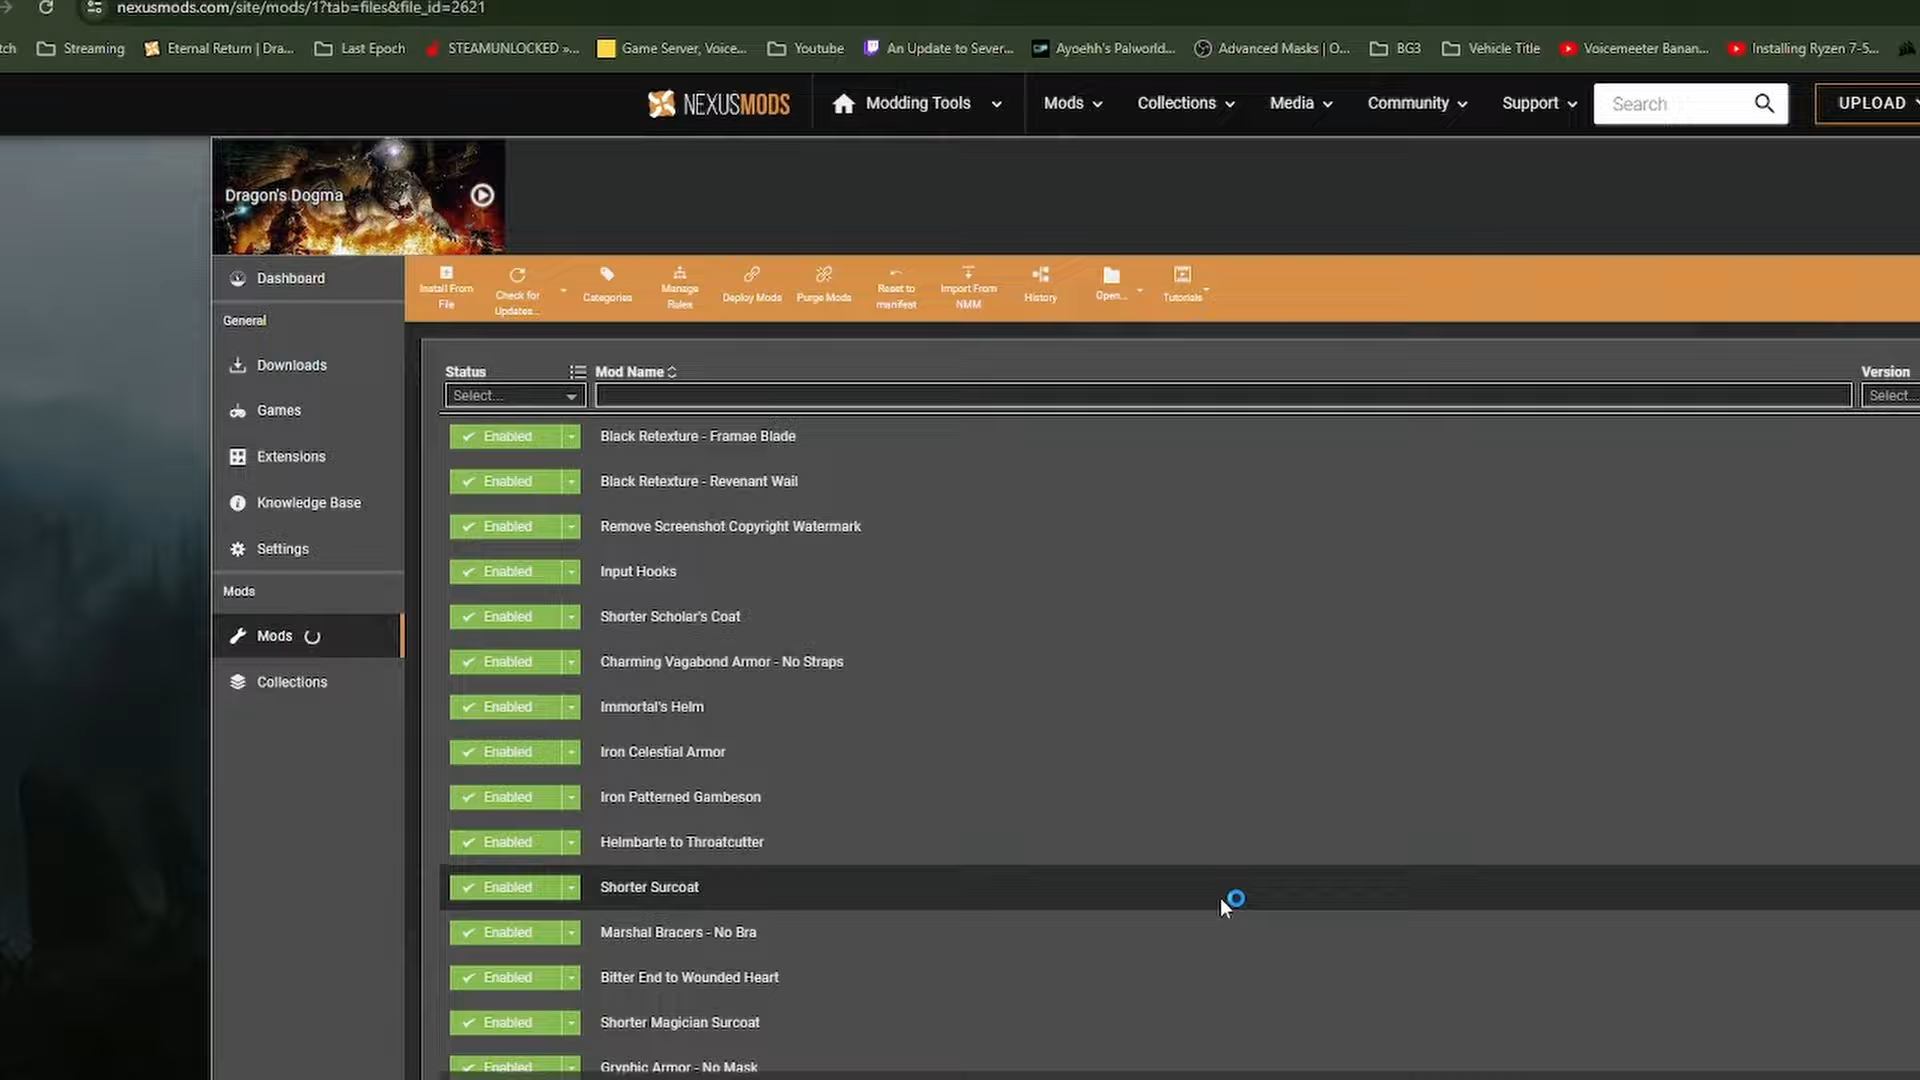 nexusmods.com/site/mods/1?tab=files&file_id=2621
tch Streaming Eternal Return | Dra... Last Epoch STEAMUNLOCKED »... Game Server, Voice... Youtube An Update to Sever... Ayoehh's Palworld... Advanced Masks | O... BG3 Vehicle Title Voicemeeter Banan... Installing Ryzen 7-5...
NEXUSMODS Modding Tools Mods Collections Media Community Support Search UPLOAD
Dragon's Dogma
Dashboard
General
Downloads
Games
Extensions
Knowledge Base
Settings
Mods
Mods
Collections
Install From
File
Check for
Updates...
Categories
Manage
Rules
Deploy Mods
Purge Mods
Reset to
manifest
Import From
NMM
History
Open...
Tutorials
Status Mod Name Version
Select... Select...
Enabled Black Retexture - Framae Blade
Enabled Black Retexture - Revenant Wail
Enabled Remove Screenshot Copyright Watermark
Enabled Input Hooks
Enabled Shorter Scholar's Coat
Enabled Charming Vagabond Armor - No Straps
Enabled Immortal's Helm
Enabled Iron Celestial Armor
Enabled Iron Patterned Gambeson
Enabled Helmbarte to Throatcutter
Enabled Shorter Surcoat
Enabled Marshal Bracers - No Bra
Enabled Bitter End to Wounded Heart
Enabled Shorter Magician Surcoat
Enabled Gryphic Armor - No Mask